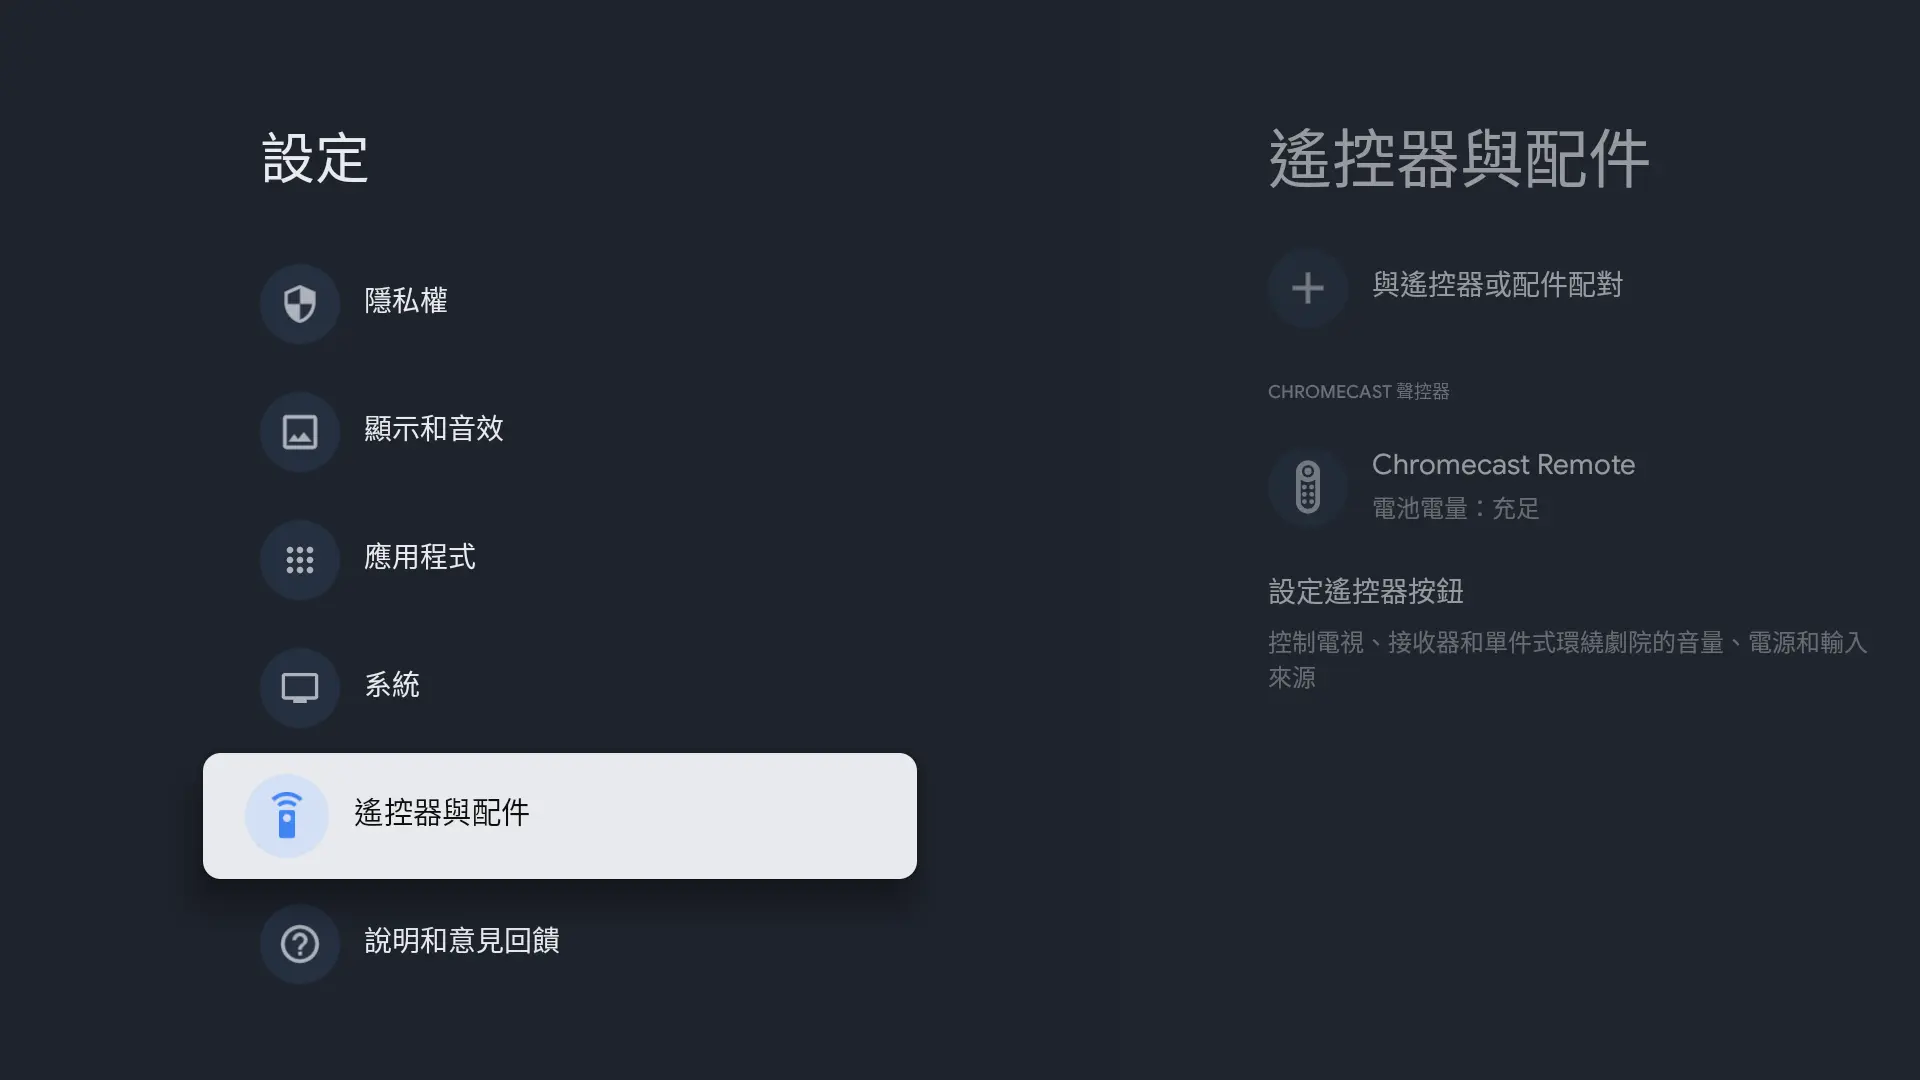 設定
隱私權
顯示和音效
應用程式
系統
遙控器與配件
說明和意見回饋
遙控器與配件
與遙控器或配件配對
CHROMECAST 聲控器
Chromecast Remote
電池電量：充足
設定遙控器按鈕
控制電視、接收器和單件式環繞劇院的音量、電源和輸入
來源